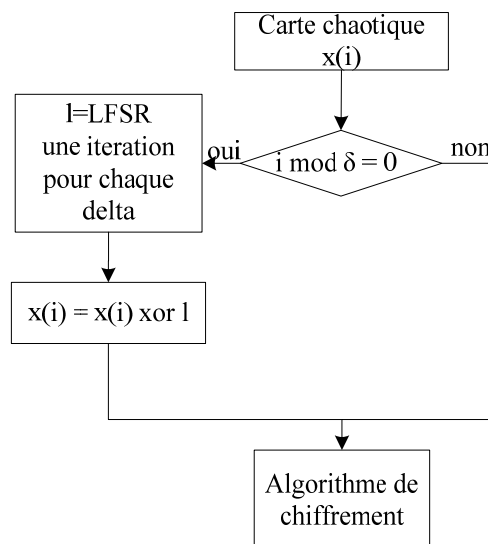 Carte chaotique
x(i)
l=LFSR
une iteration
pour chaque
delta
oui
i mod δ = 0
non
x(i) = x(i) xor l
Algorithme de
chiffrement